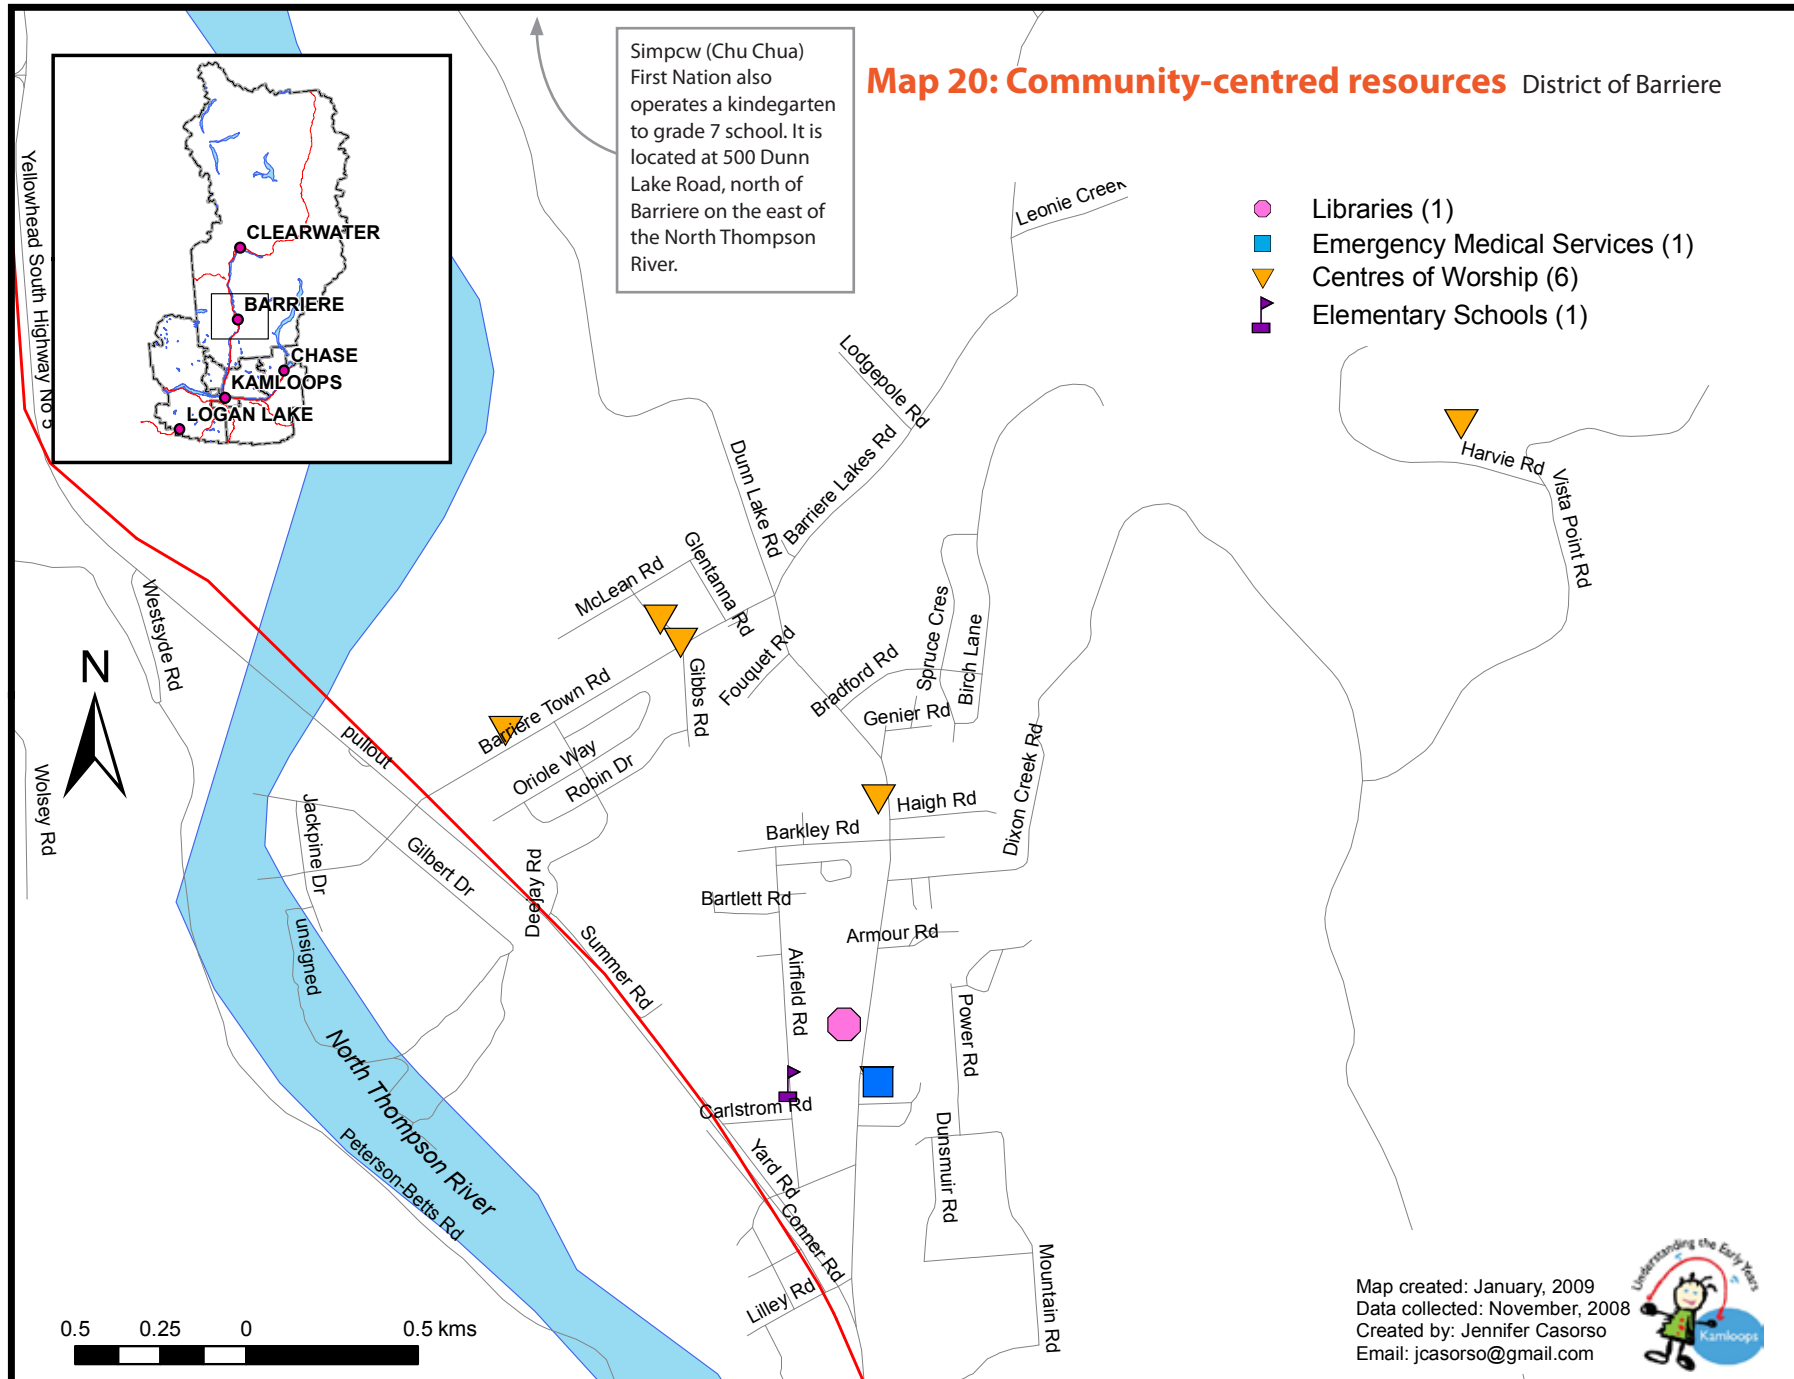 Map 20: Community-centred resources District of Barriere
Simpcw (Chu Chua)
First Nation also
operates a kindegarten
to grade 7 school. It is
located at 500 Dunn
Lake Road, north of
Barriere on the east of
the North Thompson
River.
Libraries (1)
Emergency Medical Services (1)
Centres of Worship (6)
Elementary Schools (1)
CLEARWATER
BARRIERE
CHASE
KAMLOOPS
LOGAN LAKE
Yellowhead South Highway No 5
Leonie Creek
Lodgepole Rd
Barriere Lakes Rd
Dunn Lake Rd
Harvie Rd
Vista Point Rd
Glentanna Rd
McLean Rd
Westsyde Rd
N
Spruce Cres
Birch Lane
Fouquet Rd
Bradford Rd
Gibbs Rd
Genier Rd
Barriere Town Rd
pullout
Oriole Way
Robin Dr
Wolsey Rd
Jackpine Dr
Gilbert Dr
Haigh Rd
Barkley Rd
Dixon Creek Rd
Deejay Rd
Bartlett Rd
Armour Rd
unsigned
Summer Rd
Airfield Rd
Power Rd
North Thompson River
Peterson-Betts Rd
Carlstrom Rd
Yard Rd
Dunsmuir Rd
Conner Rd
Lilley Rd
Mountain Rd
0.5 0.25 0 0.5 kms
Map created: January, 2009
Data collected: November, 2008
Created by: Jennifer Casorso
Email: jcasorso@gmail.com
Understanding the Early Years
Kamloops